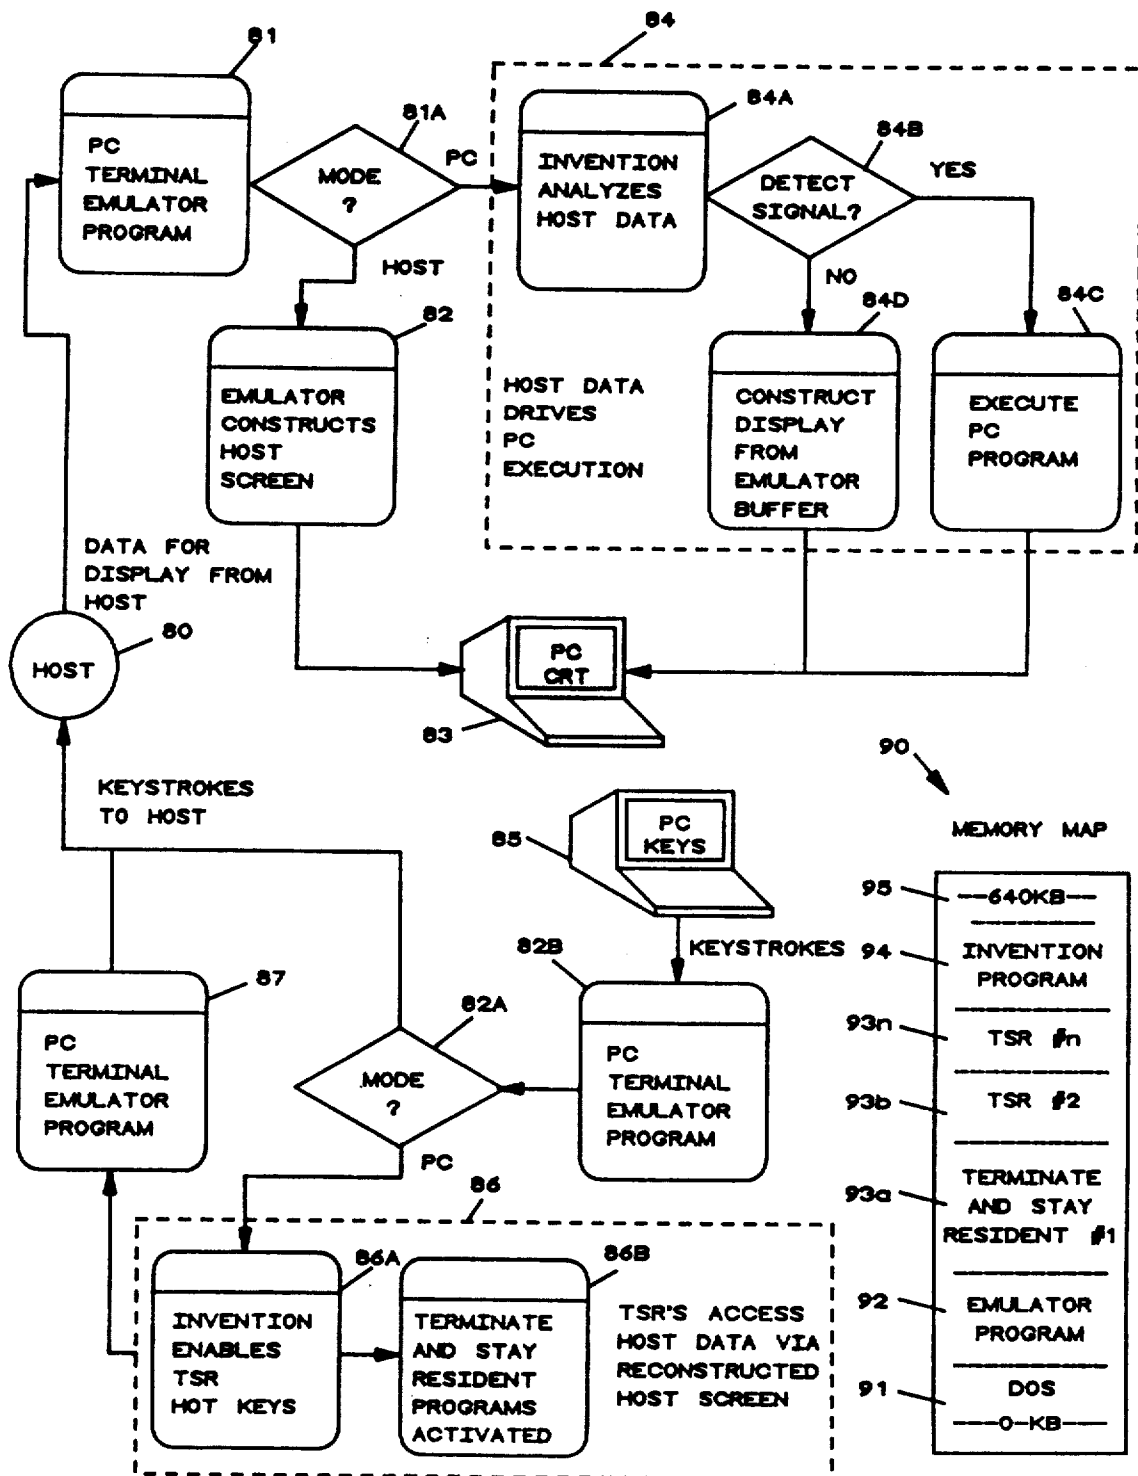 81
PC
TERMINAL
EMULATOR
PROGRAM
81A
MODE
?
PC
HOST
84
84A
INVENTION
ANALYZES
HOST DATA
84B
DETECT
SIGNAL?
YES
NO
82
EMULATOR
CONSTRUCTS
HOST
SCREEN
HOST DATA
DRIVES
PC
EXECUTION
84D
CONSTRUCT
DISPLAY
FROM
EMULATOR
BUFFER
84C
EXECUTE
PC
PROGRAM
DATA FOR
DISPLAY FROM
HOST
80
HOST
PC
CRT
83
KEYSTROKES
TO HOST
PC
KEYS
85
KEYSTROKES
87
PC
TERMINAL
EMULATOR
PROGRAM
82A
MODE
?
PC
82B
PC
TERMINAL
EMULATOR
PROGRAM
86
86A
INVENTION
ENABLES
TSR
HOT KEYS
86B
TERMINATE
AND STAY
RESIDENT
PROGRAMS
ACTIVATED
TSR'S ACCESS
HOST DATA VIA
RECONSTRUCTED
HOST SCREEN
90
MEMORY MAP
95
--640KB--
94
INVENTION
PROGRAM
93n
TSR #n
93b
TSR #2
93a
TERMINATE
AND STAY
RESIDENT #1
92
EMULATOR
PROGRAM
91
DOS
---0-KB---